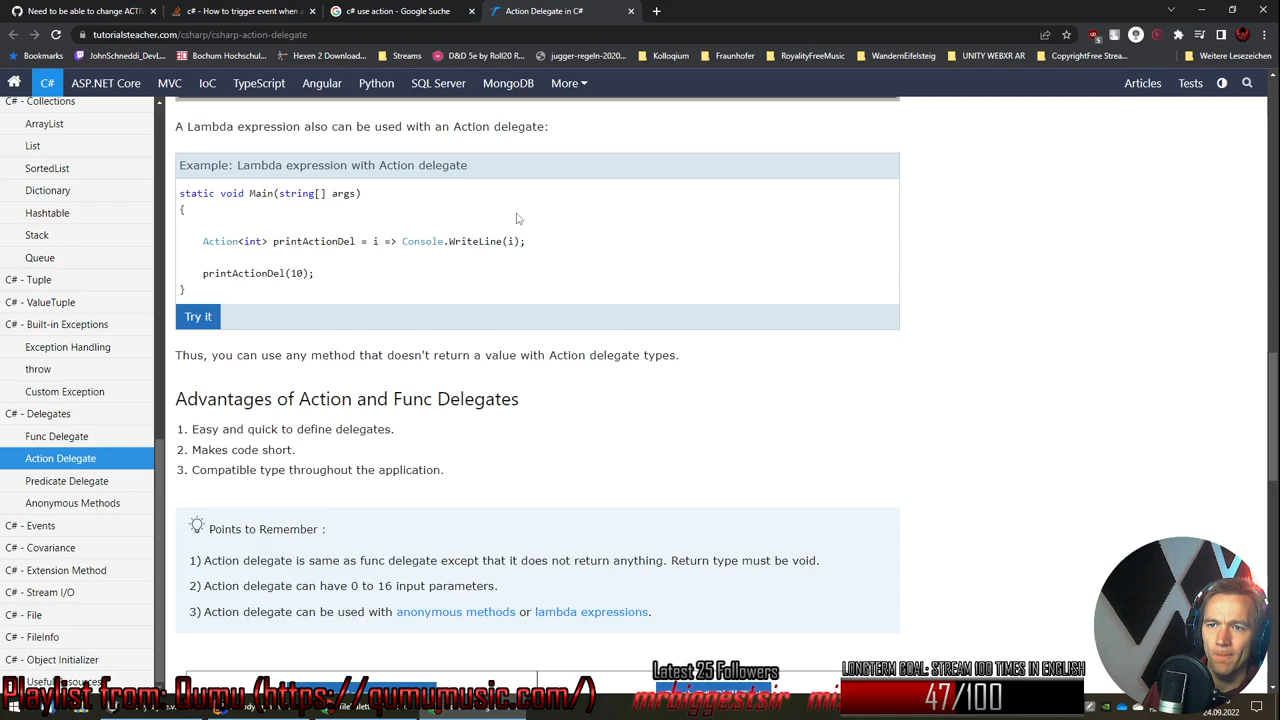 Need to be able to change ACTIV
c# - How to trigger event when a
c# use action - Google Suche
Action Delegate in C#
tutorialsteacher.com/csharp/csharp-action-delegate
Bookmarks
JohnSchneddi_DevL...
Bochum Hochschul...
Hexen 2 Download...
Streams
D&D 5e by Roll20 R...
jugger-regeln-2020...
Kolloqium
Fraunhofer
RoyalityFreeMusic
WandernEifelsteig
UNITY WEBXR AR
CopyrightFree Strea...
Weitere Lesezeichen
C#
ASP.NET Core
MVC
IoC
TypeScript
Angular
Python
SQL Server
MongoDB
More
Articles
Tests
C# - Collections
ArrayList
List
SortedList
Dictionary
Hashtable
Stack
Queue
C# - Tuple
C# - ValueTuple
C# - Built-in Exceptions
Exception Handling
throw
Custom Exception
C# - Delegates
Func Delegate
Action Delegate
Predicate Delegate
Anonymous Methods
C# - Events
C# - Covariance
C# - Extension Method
C# - Stream I/O
C# - File
C# - FileInfo
C# - Object Initializer
Useful Resources
A Lambda expression also can be used with an Action delegate:
Example: Lambda expression with Action delegate
static void Main(string[] args)
{
Action<int> printActionDel = i => Console.WriteLine(i);
printActionDel(10);
}
Try it
Thus, you can use any method that doesn't return a value with Action delegate types.
Advantages of Action and Func Delegates
1. Easy and quick to define delegates.
2. Makes code short.
3. Compatible type throughout the application.
Points to Remember :
1) Action delegate is same as func delegate except that it does not return anything. Return type must be void.
2) Action delegate can have 0 to 16 input parameters.
3) Action delegate can be used with anonymous methods or lambda expressions.
Latest 25 Followers
mrbiggestsir
LONGTERM GOAL: STREAM 100 TIMES IN ENGLISH
47/100
Playlist from: Qumu (https://qumumusic.com/)
24.09.2022